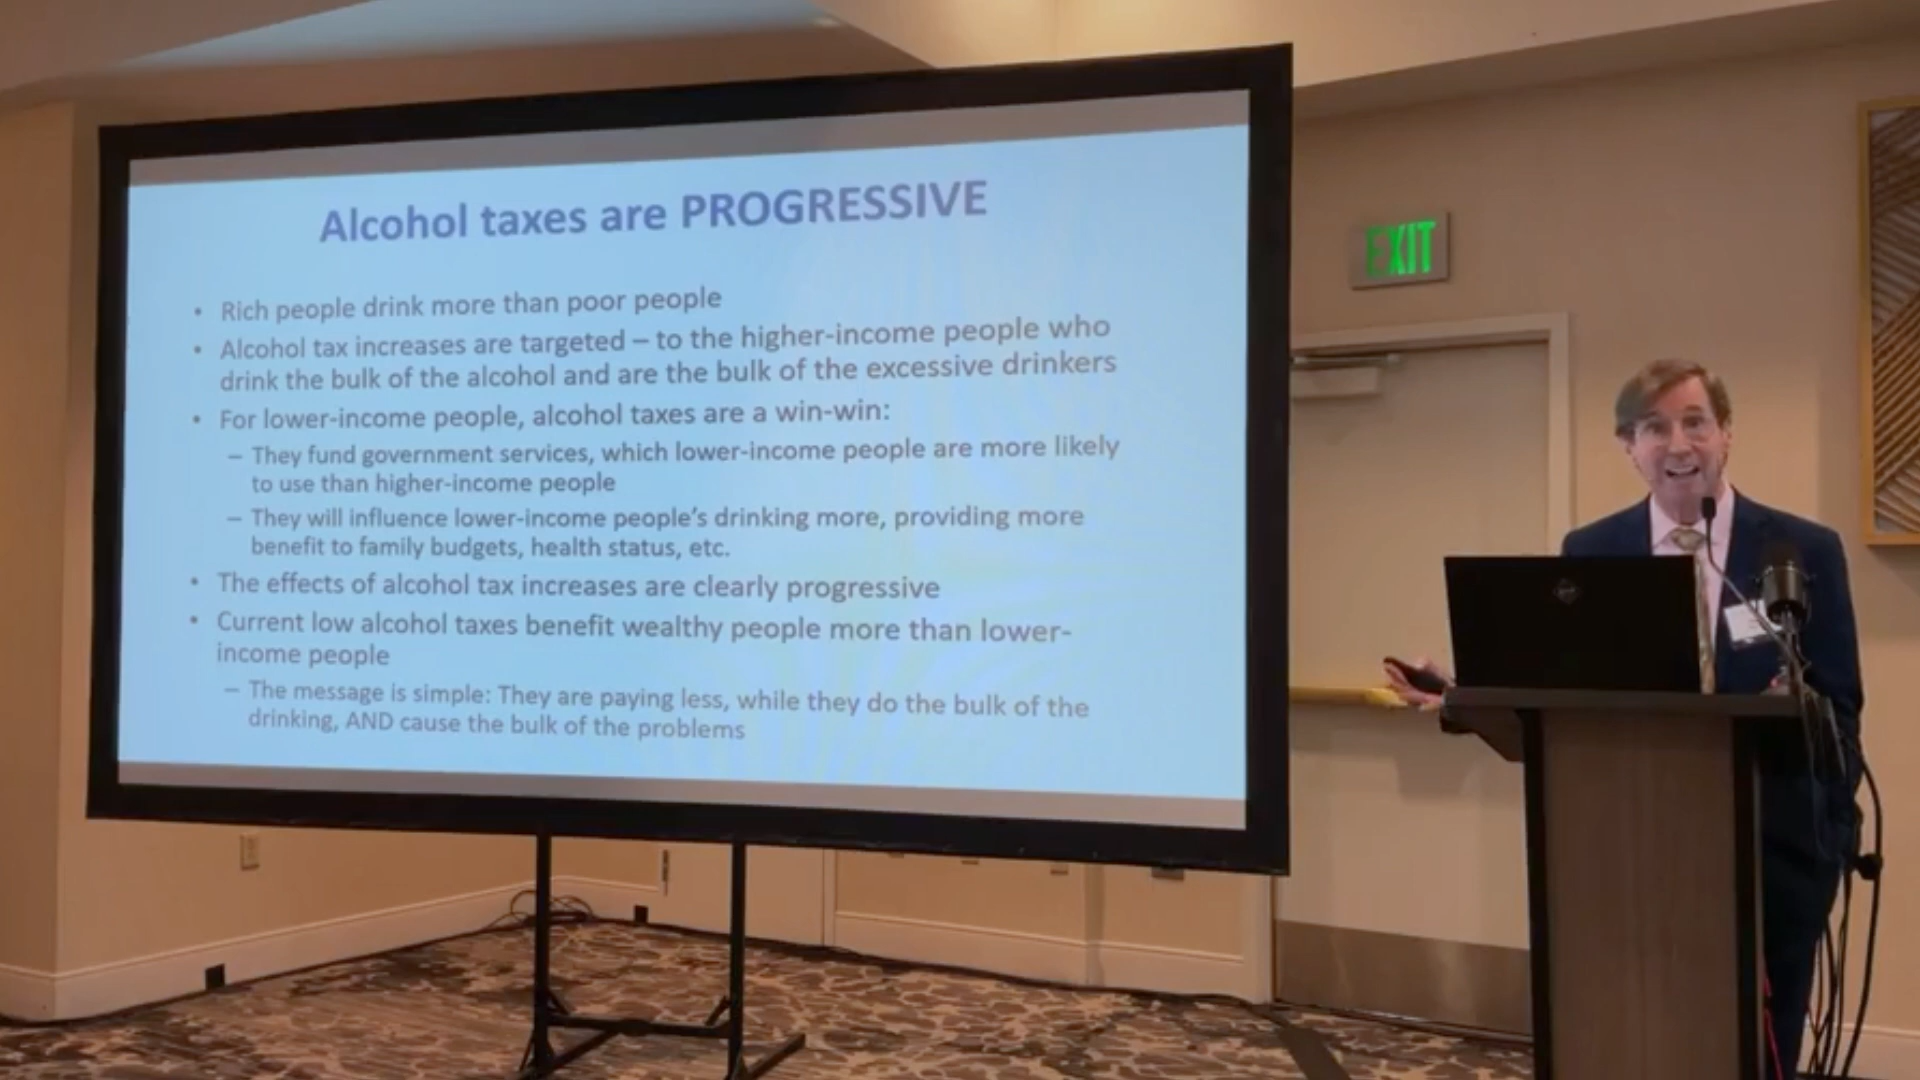 Alcohol taxes are PROGRESSIVE
• Rich people drink more than poor people
• Alcohol tax increases are targeted – to the higher-income people who
drink the bulk of the alcohol and are the bulk of the excessive drinkers
• For lower-income people, alcohol taxes are a win-win:
– They fund government services, which lower-income people are more likely
to use than higher-income people
– They will influence lower-income people's drinking more, providing more
benefit to family budgets, health status, etc.
• The effects of alcohol tax increases are clearly progressive
• Current low alcohol taxes benefit wealthy people more than lower-
income people
– The message is simple: They are paying less, while they do the bulk of the
drinking, AND cause the bulk of the problems
EXIT